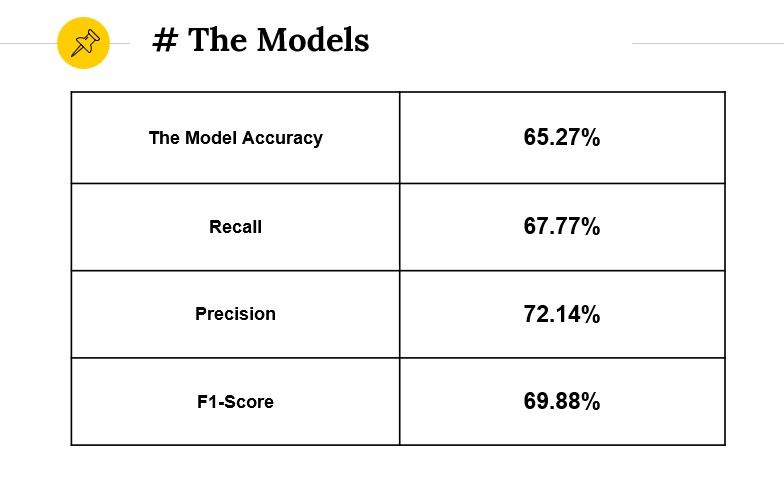 # The Models
The Model Accuracy 65.27%
Recall 67.77%
Precision 72.14%
F1-Score 69.88%